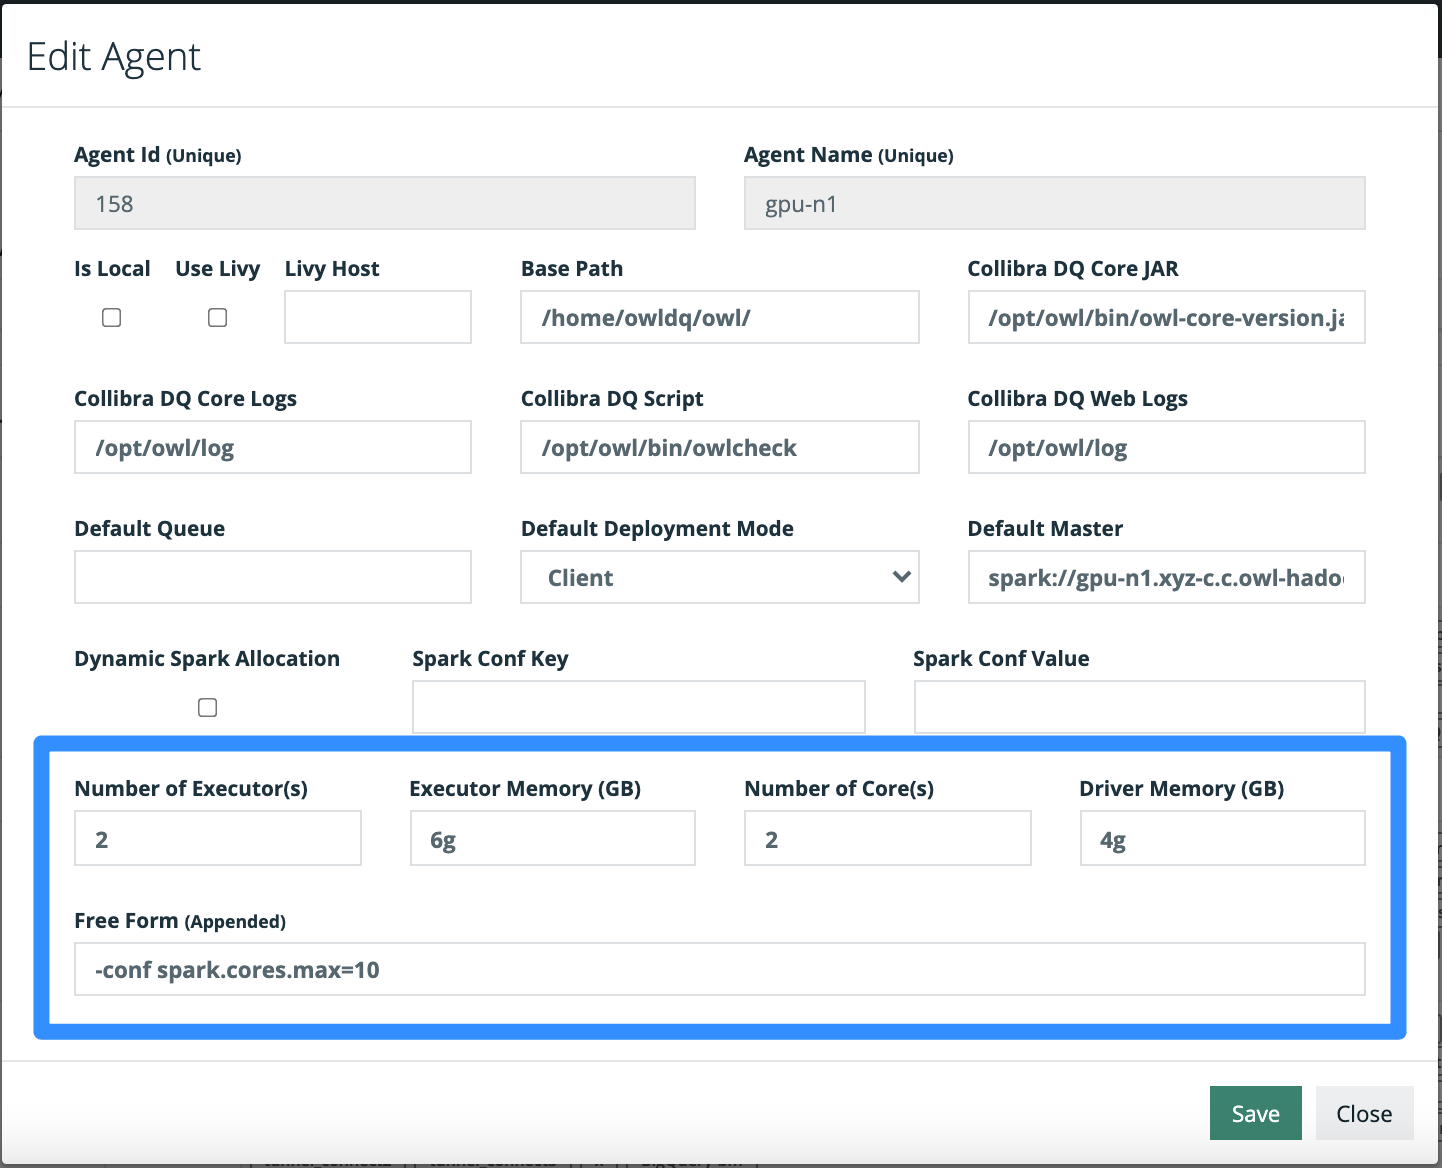 Edit Agent
Agent Id (Unique) Agent Name (Unique)
158 gpu-n1
Is Local Use Livy Livy Host Base Path Collibra DQ Core JAR
/home/owldq/owl/ /opt/owl/bin/owl-core-version.ja
Collibra DQ Core Logs Collibra DQ Script Collibra DQ Web Logs
/opt/owl/log /opt/owl/bin/owlcheck /opt/owl/log
Default Queue Default Deployment Mode Default Master
Client spark://gpu-n1.xyz-c.c.owl-hado
Dynamic Spark Allocation Spark Conf Key Spark Conf Value
Number of Executor(s) Executor Memory (GB) Number of Core(s) Driver Memory (GB)
2 6g 2 4g
Free Form (Appended)
-conf spark.cores.max=10
Save Close